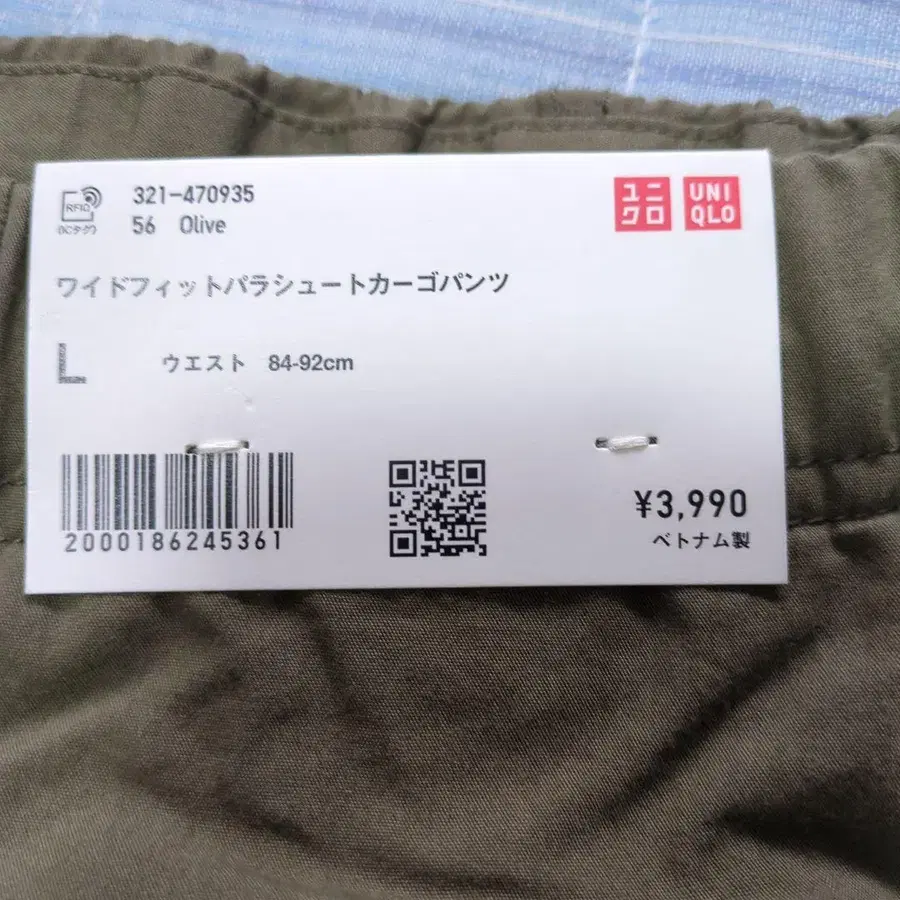 RFID
(ICタグ)
321-470935
56 Olive
ユニ
クロ
UNI
QLO
ワイドフィットパラシュートカーゴパンツ
L ウエスト 84-92cm
2000186245361
¥3,990
ベトナム製